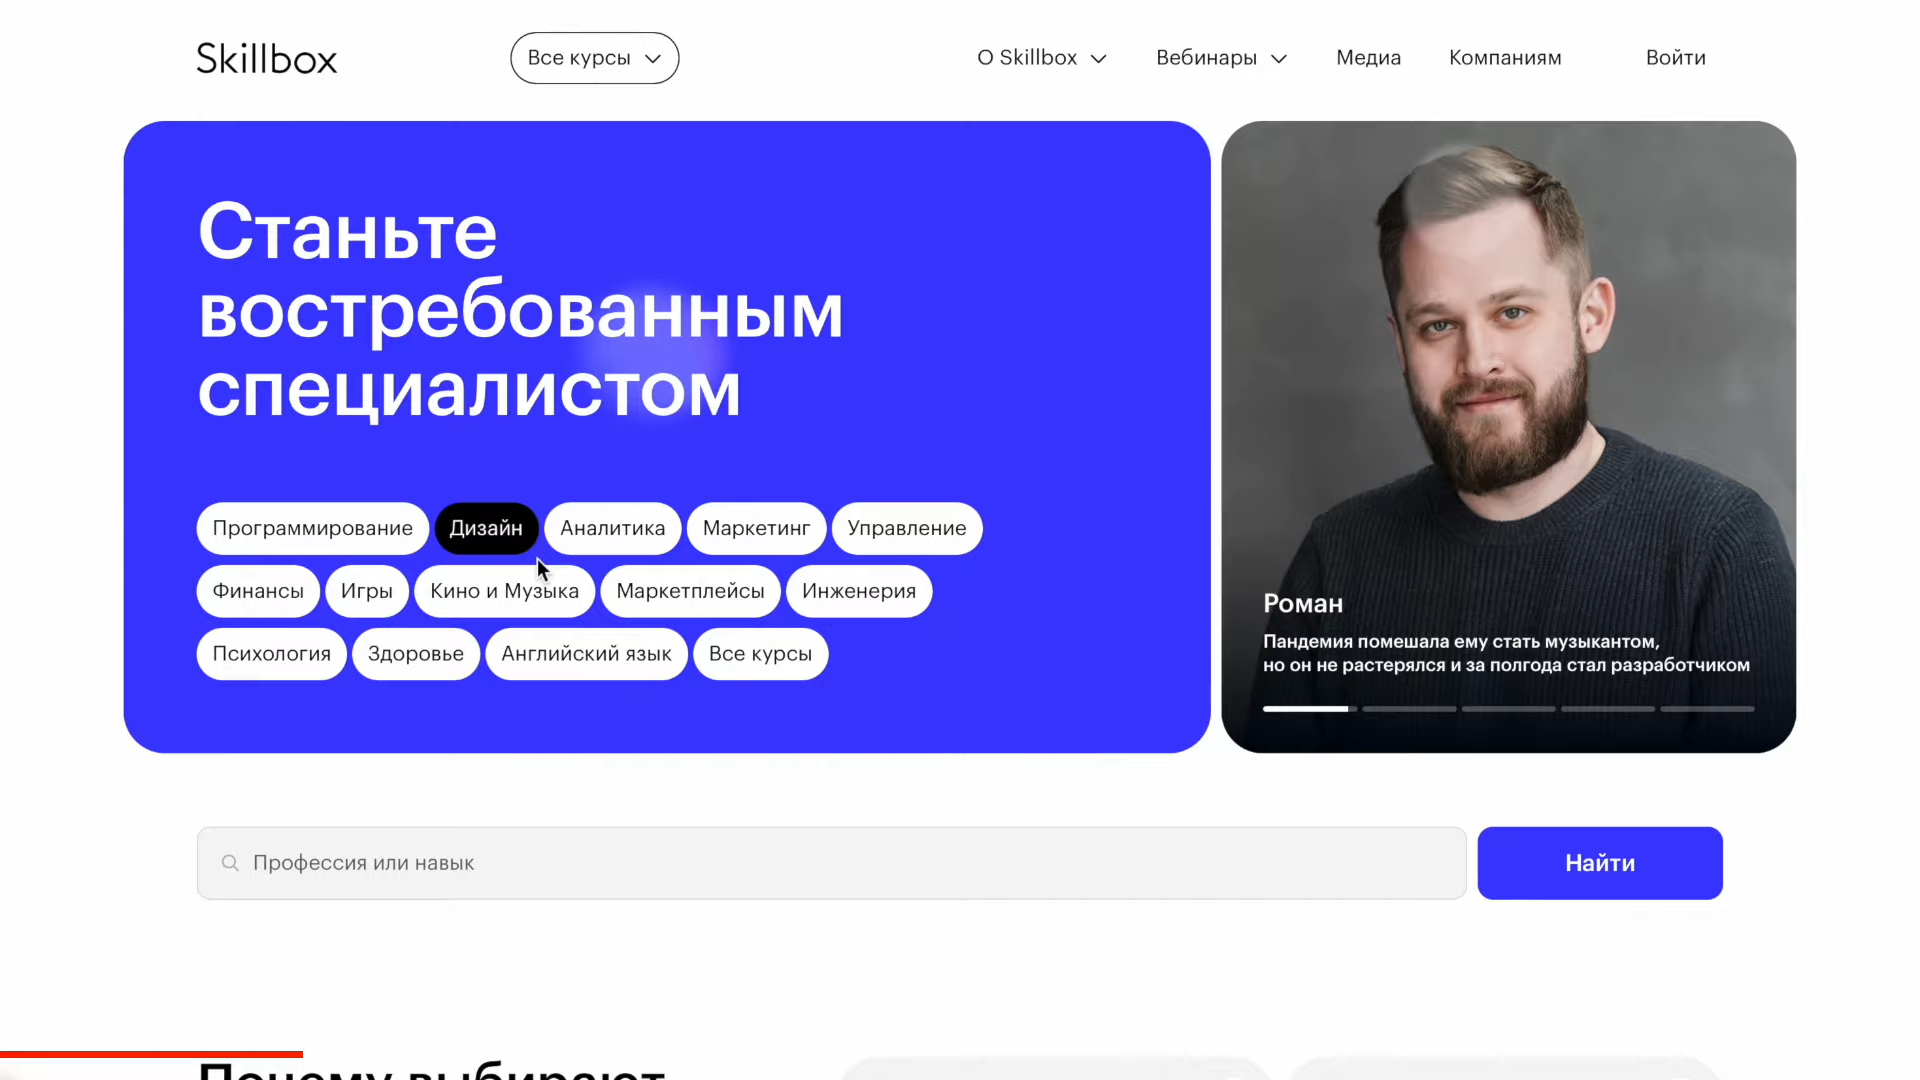 Skillbox
Все курсы
О Skillbox
Вебинары
Медиа
Компаниям
Войти
Станьте
востребованным
специалистом
Программирование
Дизайн
Аналитика
Маркетинг
Управление
Финансы
Игры
Кино и Музыка
Маркетплейсы
Инженерия
Психология
Здоровье
Английский язык
Все курсы
Роман
Пандемия помешала ему стать музыкантом,
но он не растерялся и за полгода стал разработчиком
Профессия или навык
Найти
Почему выбирают